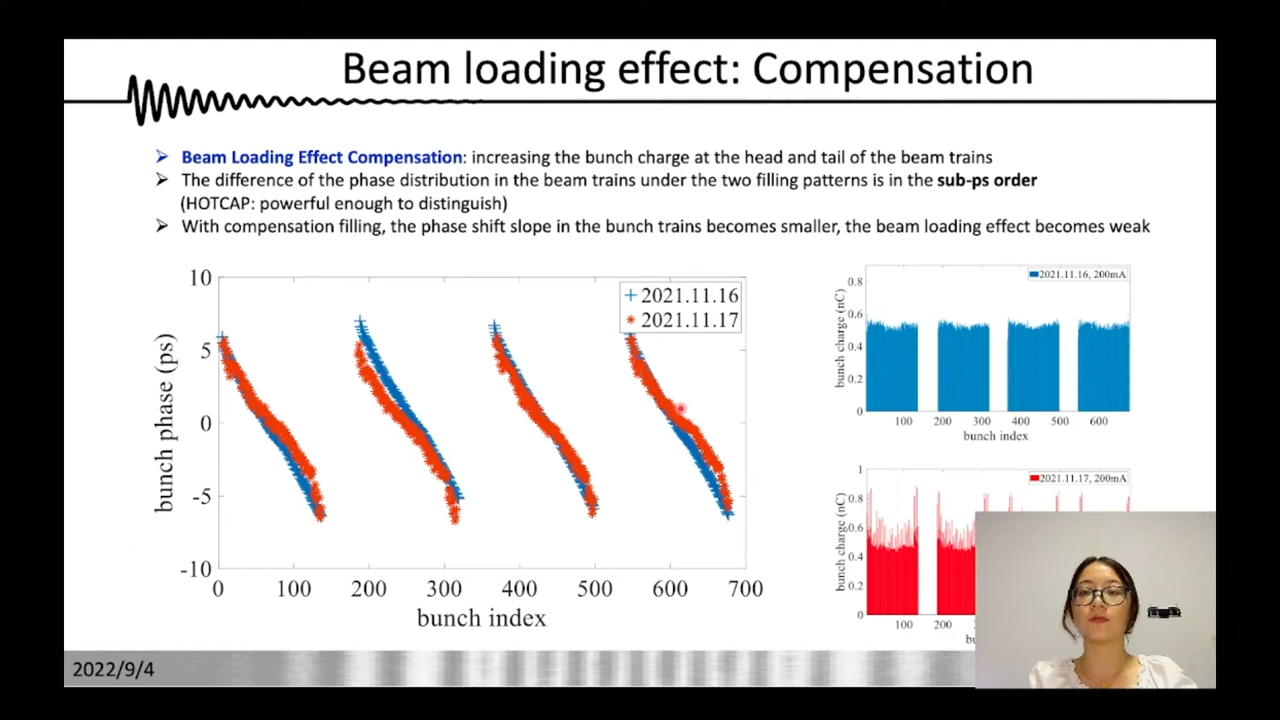 Beam loading effect: Compensation
Beam Loading Effect Compensation: increasing the bunch charge at the head and tail of the beam trains
The difference of the phase distribution in the beam trains under the two filling patterns is in the sub-ps order
(HOTCAP: powerful enough to distinguish)
With compensation filling, the phase shift slope in the bunch trains becomes smaller, the beam loading effect becomes weak
10
5
0
-5
-10
bunch phase (ps)
2021.11.16
2021.11.17
0 100 200 300 400 500 600 700
bunch index
0.8
0.6
0.4
0.2
0
bunch charge (nC)
2021.11.16, 200mA
100 200 300 400 500 600
bunch index
1
0.8
0.6
0.4
0.2
0
bunch charge (nC)
2021.11.17, 200mA
100 200
2022/9/4